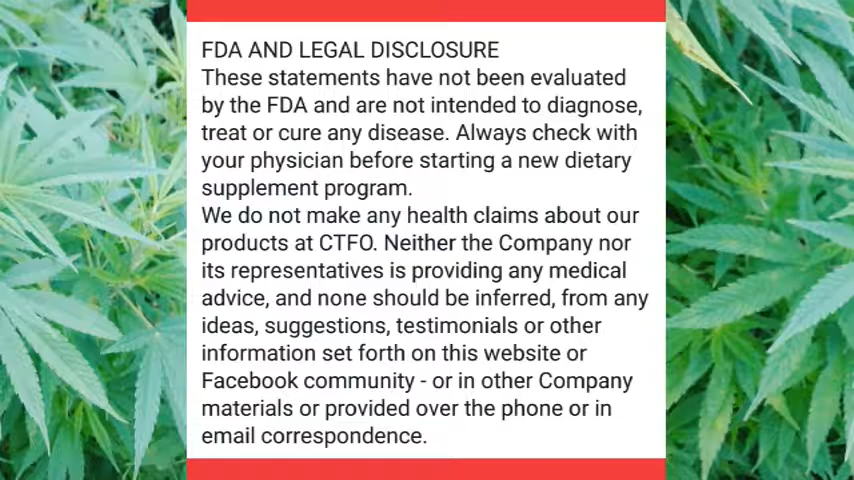 FDA AND LEGAL DISCLOSURE
These statements have not been evaluated
by the FDA and are not intended to diagnose,
treat or cure any disease. Always check with
your physician before starting a new dietary
supplement program.
We do not make any health claims about our
products at CTFO. Neither the Company nor
its representatives is providing any medical
advice, and none should be inferred, from any
ideas, suggestions, testimonials or other
information set forth on this website or
Facebook community - or in other Company
materials or provided over the phone or in
email correspondence.